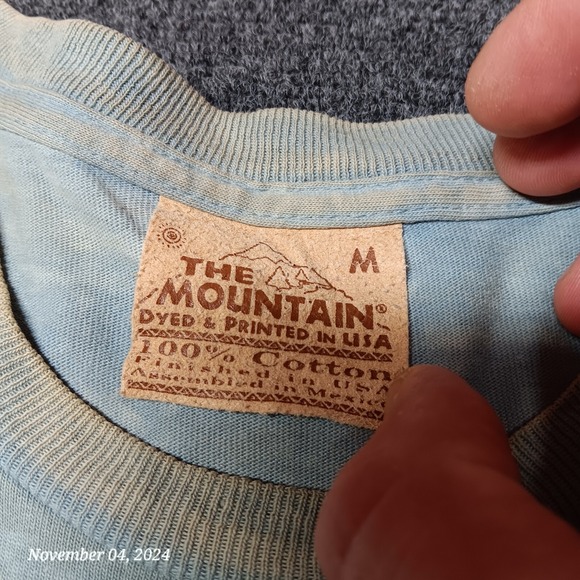 M
THE
MOUNTAIN®
DYED & PRINTED IN USA
100% Cotton
Finished in USA
Assembled in Mexico
November 04, 2024